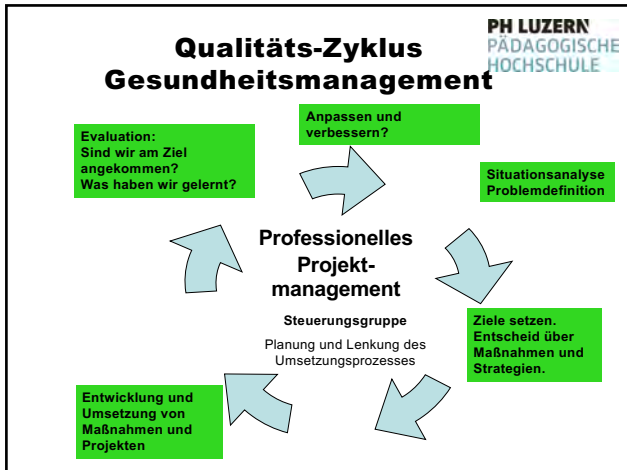 Qualitäts-Zyklus
Gesundheitsmanagement
PH LUZERN
PÄDAGOGISCHE
HOCHSCHULE
Anpassen und
verbessern?
Evaluation:
Sind wir am Ziel
angekommen?
Was haben wir gelernt?
Situationsanalyse
Problemdefinition
Professionelles
Projekt-
management
Steuerungsgruppe
Planung und Lenkung des
Umsetzungsprozesses
Ziele setzen.
Entscheid über
Maßnahmen und
Strategien.
Entwicklung und
Umsetzung von
Maßnahmen und
Projekten